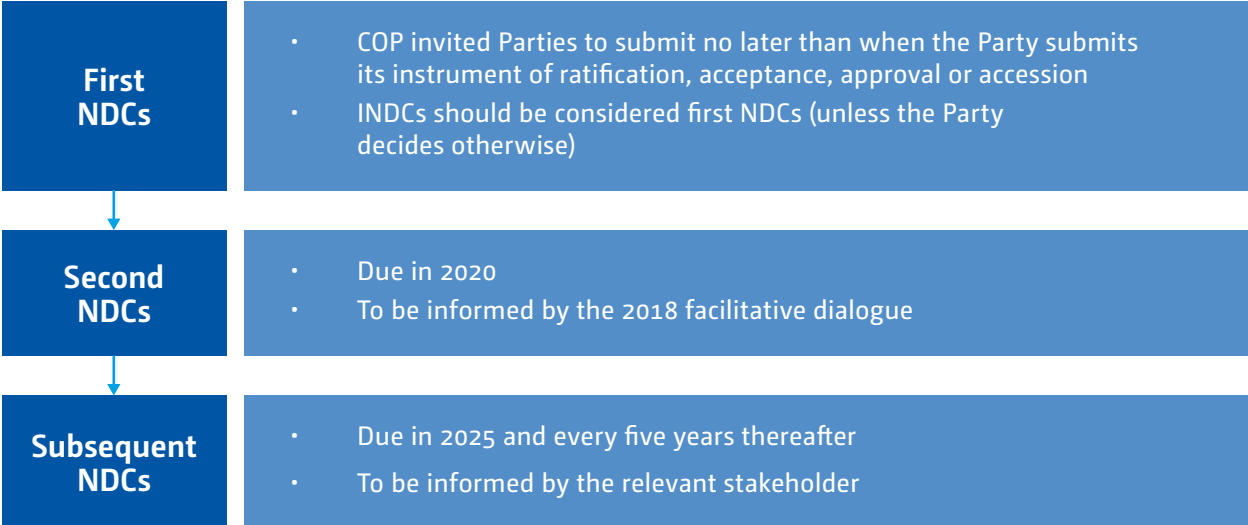 First
NDCs
• COP invited Parties to submit no later than when the Party submits
its instrument of ratification, acceptance, approval or accession
• INDCs should be considered first NDCs (unless the Party
decides otherwise)
Second
NDCs
• Due in 2020
• To be informed by the 2018 facilitative dialogue
Subsequent
NDCs
• Due in 2025 and every five years thereafter
• To be informed by the relevant stakeholder